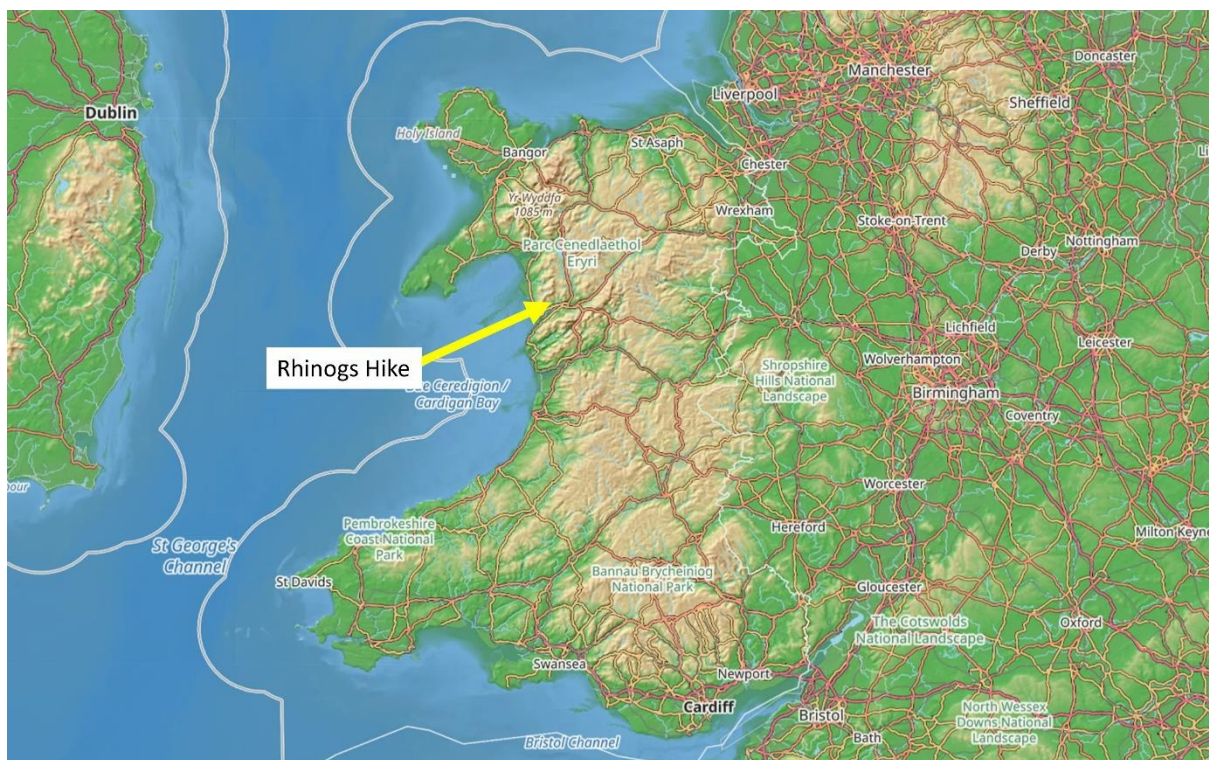 Dublin
Holy Island
Bangor
St Asaph
Liverpool
Manchester
Doncaster
Sheffield
Chester
Wrexham
Yr Wyddfa
1085 m
Parc Cenedlaethol
Eryri
Stoke-on-Trent
Derby
Nottingham
Rhinogs Hike
Lichfield
Leicester
Wolverhampton
Shropshire
Hills National
Landscape
Birmingham
Coventry
Ceredigion /
Cardigan Bay
Worcester
Hereford
Milton Keyne
St George's
Channel
Pembrokeshire
Coast National
Park
St Davids
Bannau Brycheiniog
National Park
Gloucester
The Cotswolds
National Landscape
Oxford
Swansea
Newport
Cardiff
Bristol
Bath
Bristol Channel
North Wessex
Downs National
Landscape